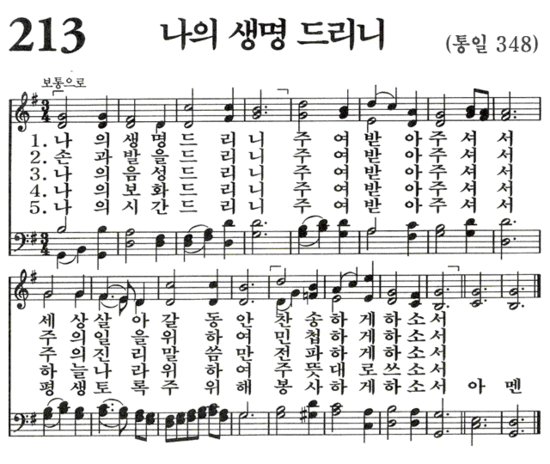 213 나의 생명 드리니 (통일 348)
보통으로
1. 나 의 생 명 드 리 니 주 여 받 아 주 셔 서
2. 손 과 발 을 드 리 니 주 여 받 아 주 셔 서
3. 나 의 음 성 드 리 니 주 여 받 아 주 셔 서
4. 나 의 보 화 드 리 니 주 여 받 아 주 셔 서
5. 나 의 시 간 드 리 니 주 여 받 아 주 셔 서
세 상 살 아 갈 동 안 찬 송 하 게 하 소 서
주 의 일 을 위 하 여 민 첩 하 게 하 소 서
주 의 진 리 말 씀 만 전 파 하 게 하 소 서
하 늘 나 라 위 하 여 주 뜻 대 로 쓰 소 서
평 생 토 록 주 위 해 봉 사 하 게 하 소 서 아 멘